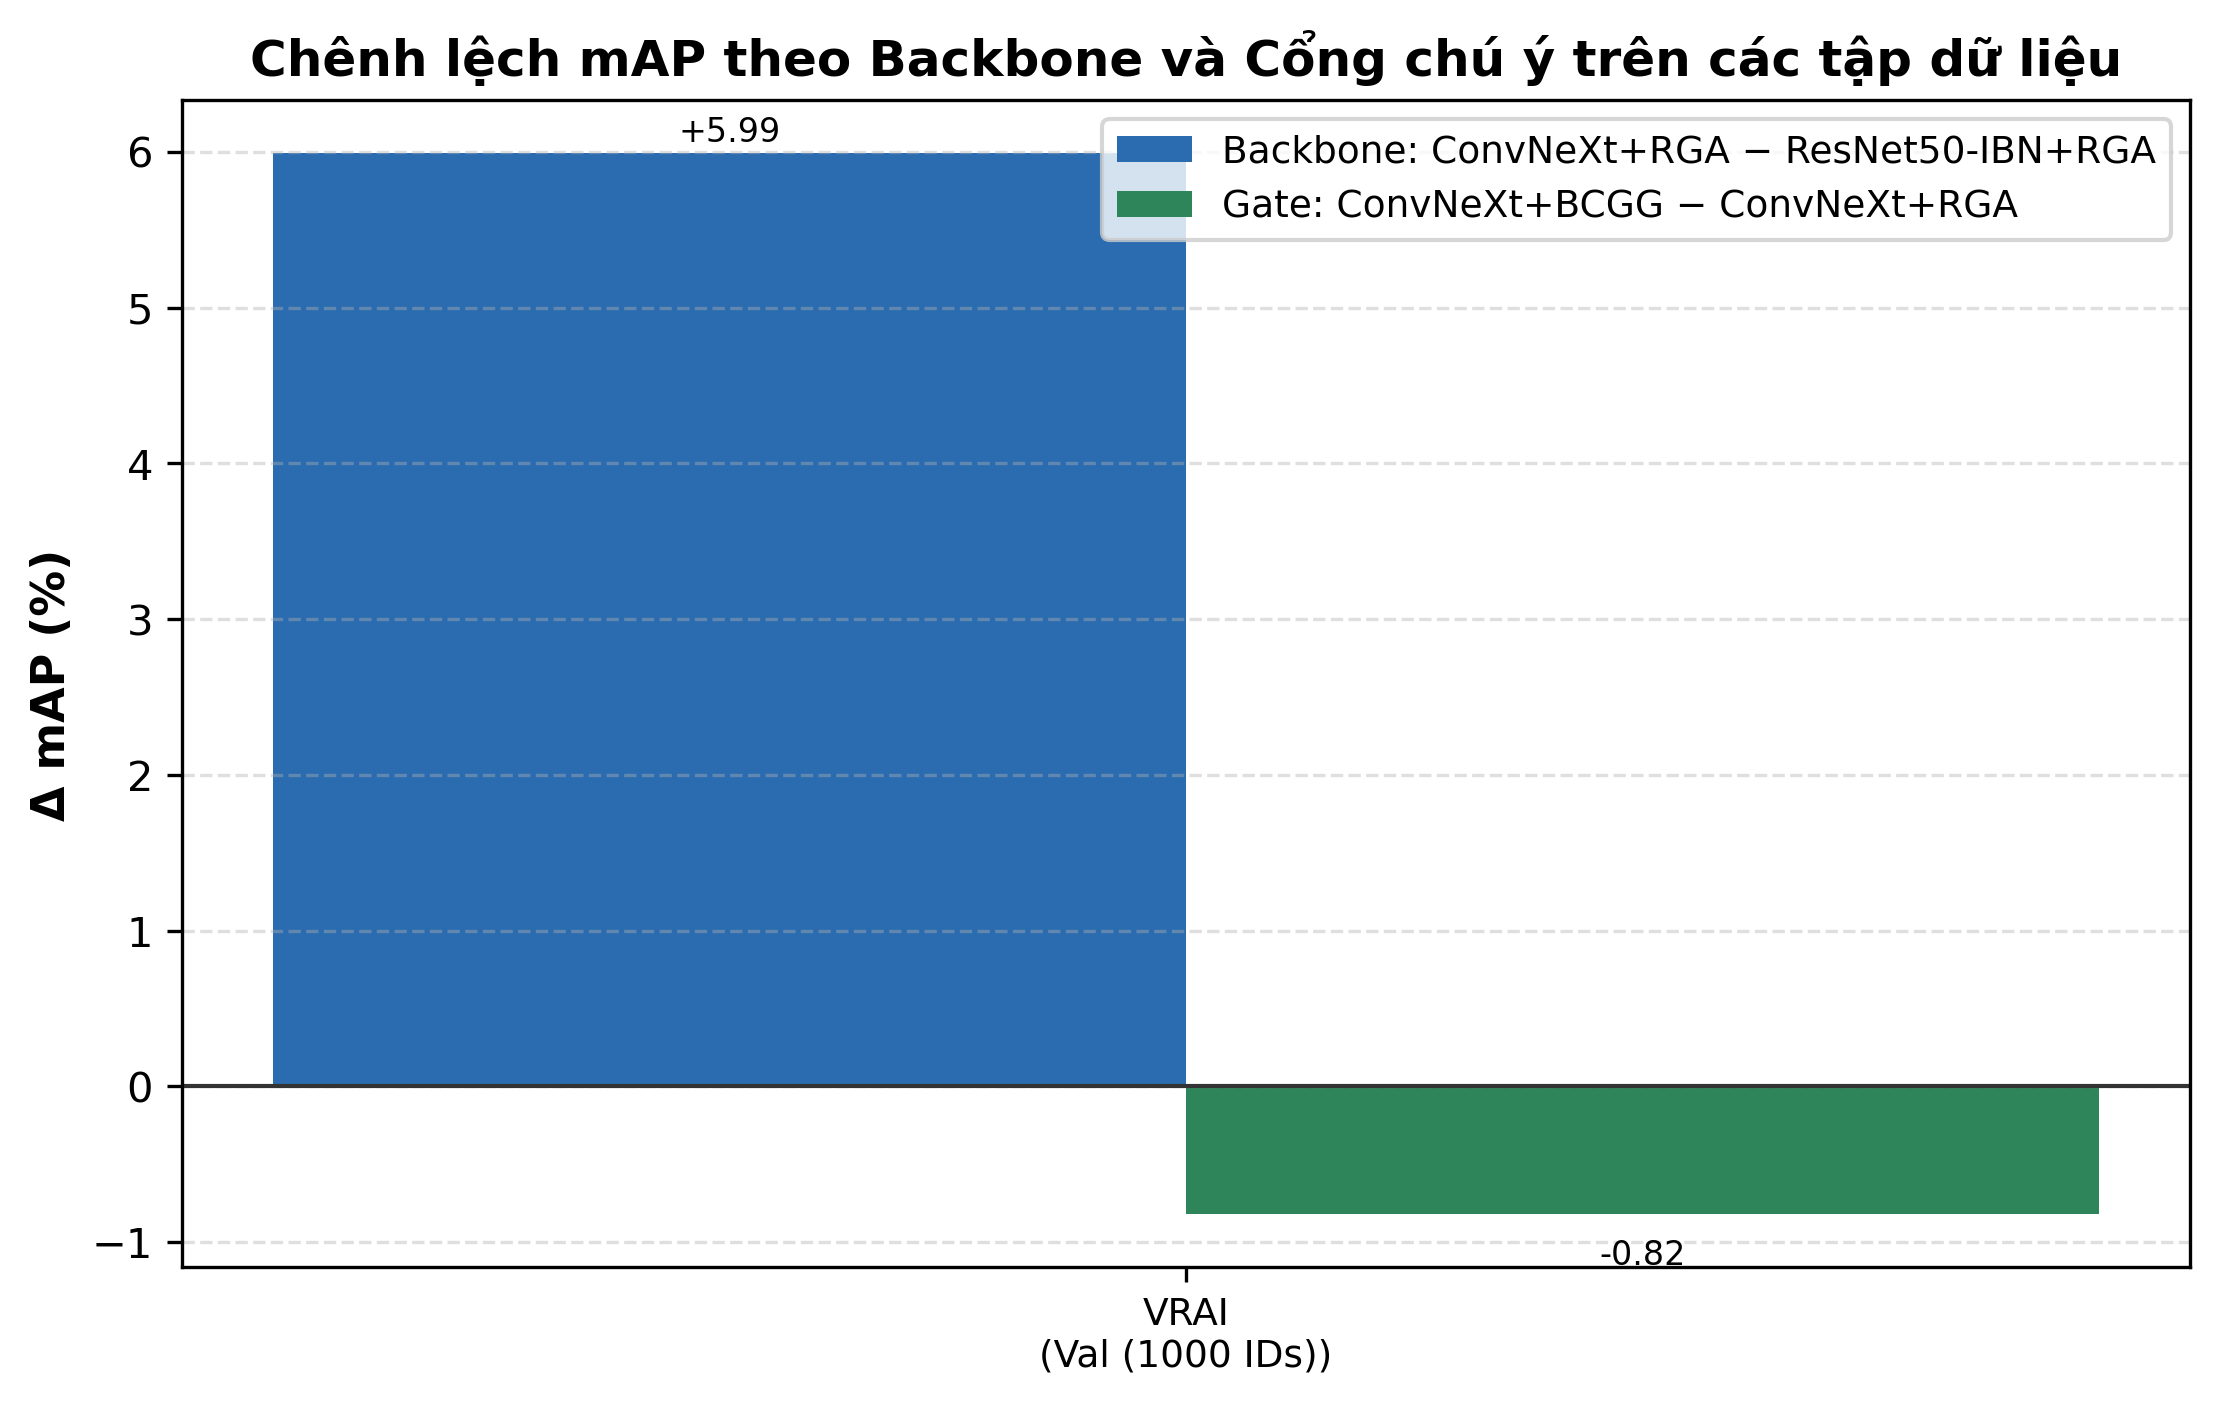 Chênh lệch mAP theo Backbone và Cổng chú ý trên các tập dữ liệu
+5.99
Backbone: ConvNeXt+RGA − ResNet50-IBN+RGA
Gate: ConvNeXt+BCGG − ConvNeXt+RGA
Δ mAP (%)
6
5
4
3
2
1
0
−1
-0.82
VRAI
(Val (1000 IDs))